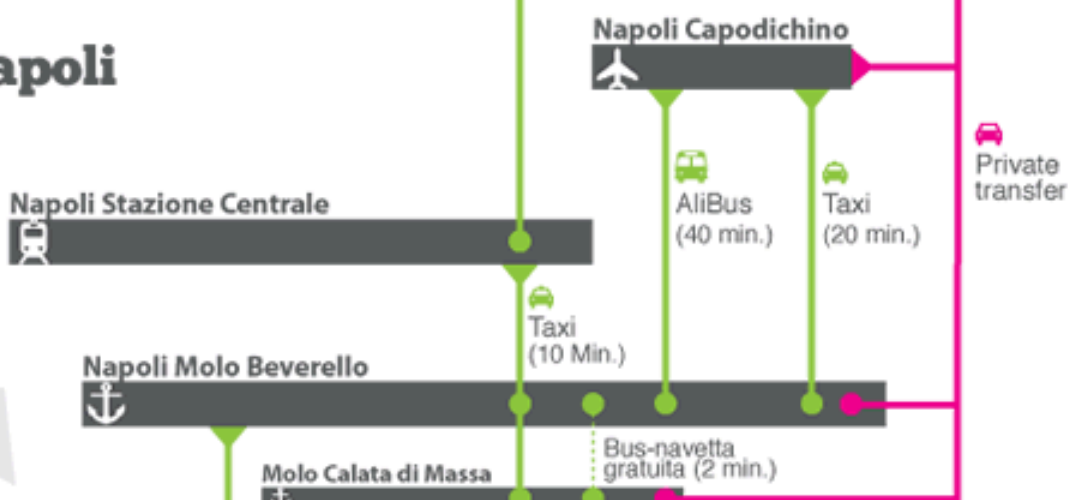 Napoli Capodichino
apoli
Private
transfer
AliBus
(40 min.)
Taxi
(20 min.)
Napoli Stazione Centrale
Taxi
(10 Min.)
Napoli Molo Beverello
Bus-navetta
gratuita (2 min.)
Molo Calata di Massa